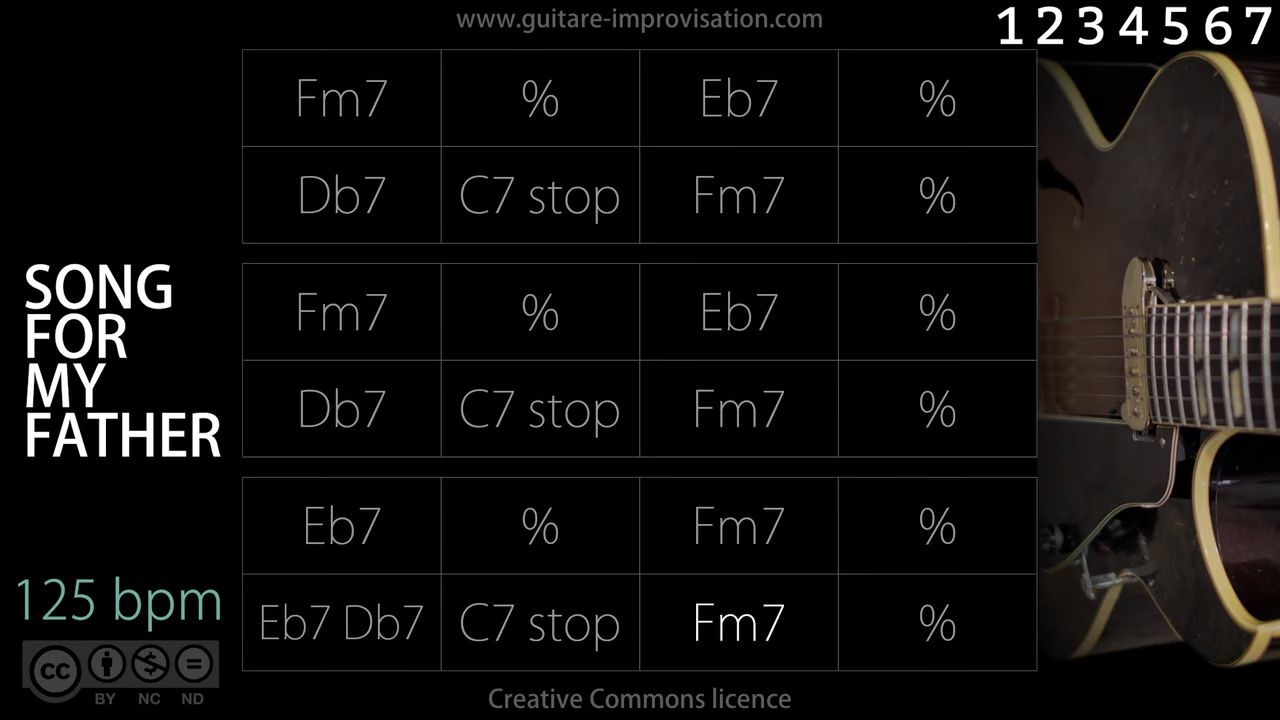 www.guitare-improvisation.com
1 2 3 4 5 6 7
Fm7 % Eb7 %
Db7 C7 stop Fm7 %
SONG
FOR
MY
FATHER
Fm7 % Eb7 %
Db7 C7 stop Fm7 %
Eb7 % Fm7 %
Eb7 Db7 C7 stop Fm7 %
125 bpm
cc
BY NC ND
Creative Commons licence